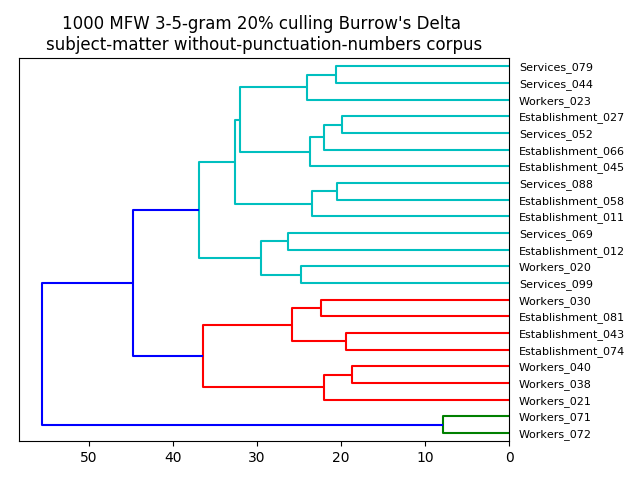 1000 MFW 3-5-gram 20% culling Burrow's Delta
subject-matter without-punctuation-numbers corpus
Services_079
Services_044
Workers_023
Establishment_027
Services_052
Establishment_066
Establishment_045
Services_088
Establishment_058
Establishment_011
Services_069
Establishment_012
Workers_020
Services_099
Workers_030
Establishment_081
Establishment_043
Establishment_074
Workers_040
Workers_038
Workers_021
Workers_071
Workers_072
50 40 30 20 10 0